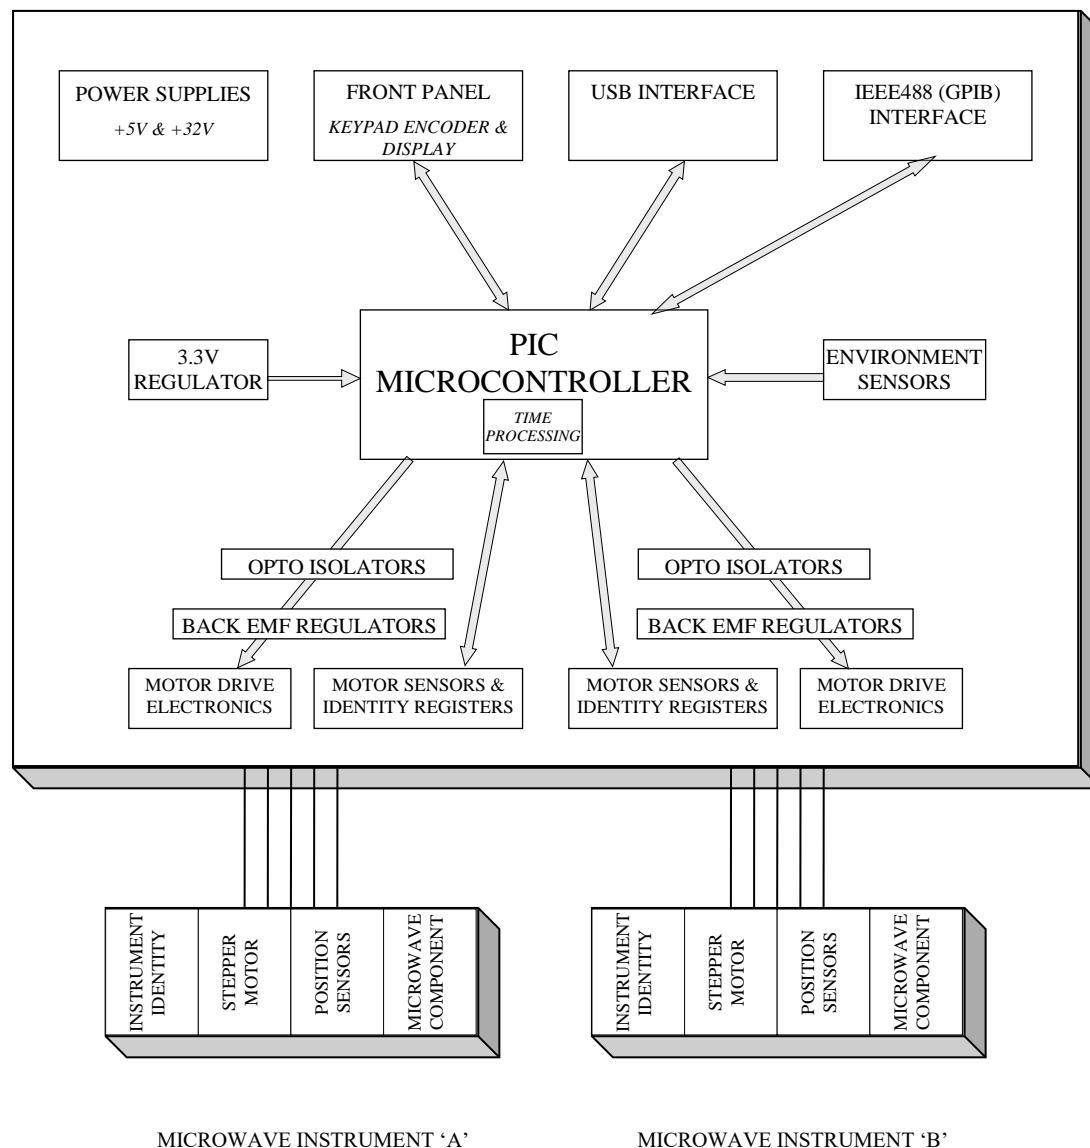 POWER SUPPLIES
+5V & +32V
FRONT PANEL
KEYPAD ENCODER &
DISPLAY
USB INTERFACE
IEEE488 (GPIB)
INTERFACE
3.3V
REGULATOR
PIC
MICROCONTROLLER
TIME
PROCESSING
ENVIRONMENT
SENSORS
OPTO ISOLATORS
OPTO ISOLATORS
BACK EMF REGULATORS
BACK EMF REGULATORS
MOTOR DRIVE
ELECTRONICS
MOTOR SENSORS &
IDENTITY REGISTERS
MOTOR SENSORS &
IDENTITY REGISTERS
MOTOR DRIVE
ELECTRONICS
INSTRUMENT
IDENTITY
STEPPER
MOTOR
POSITION
SENSORS
MICROWAVE
COMPONENT
INSTRUMENT
IDENTITY
STEPPER
MOTOR
POSITION
SENSORS
MICROWAVE
COMPONENT
MICROWAVE INSTRUMENT ‘A’
MICROWAVE INSTRUMENT ‘B’